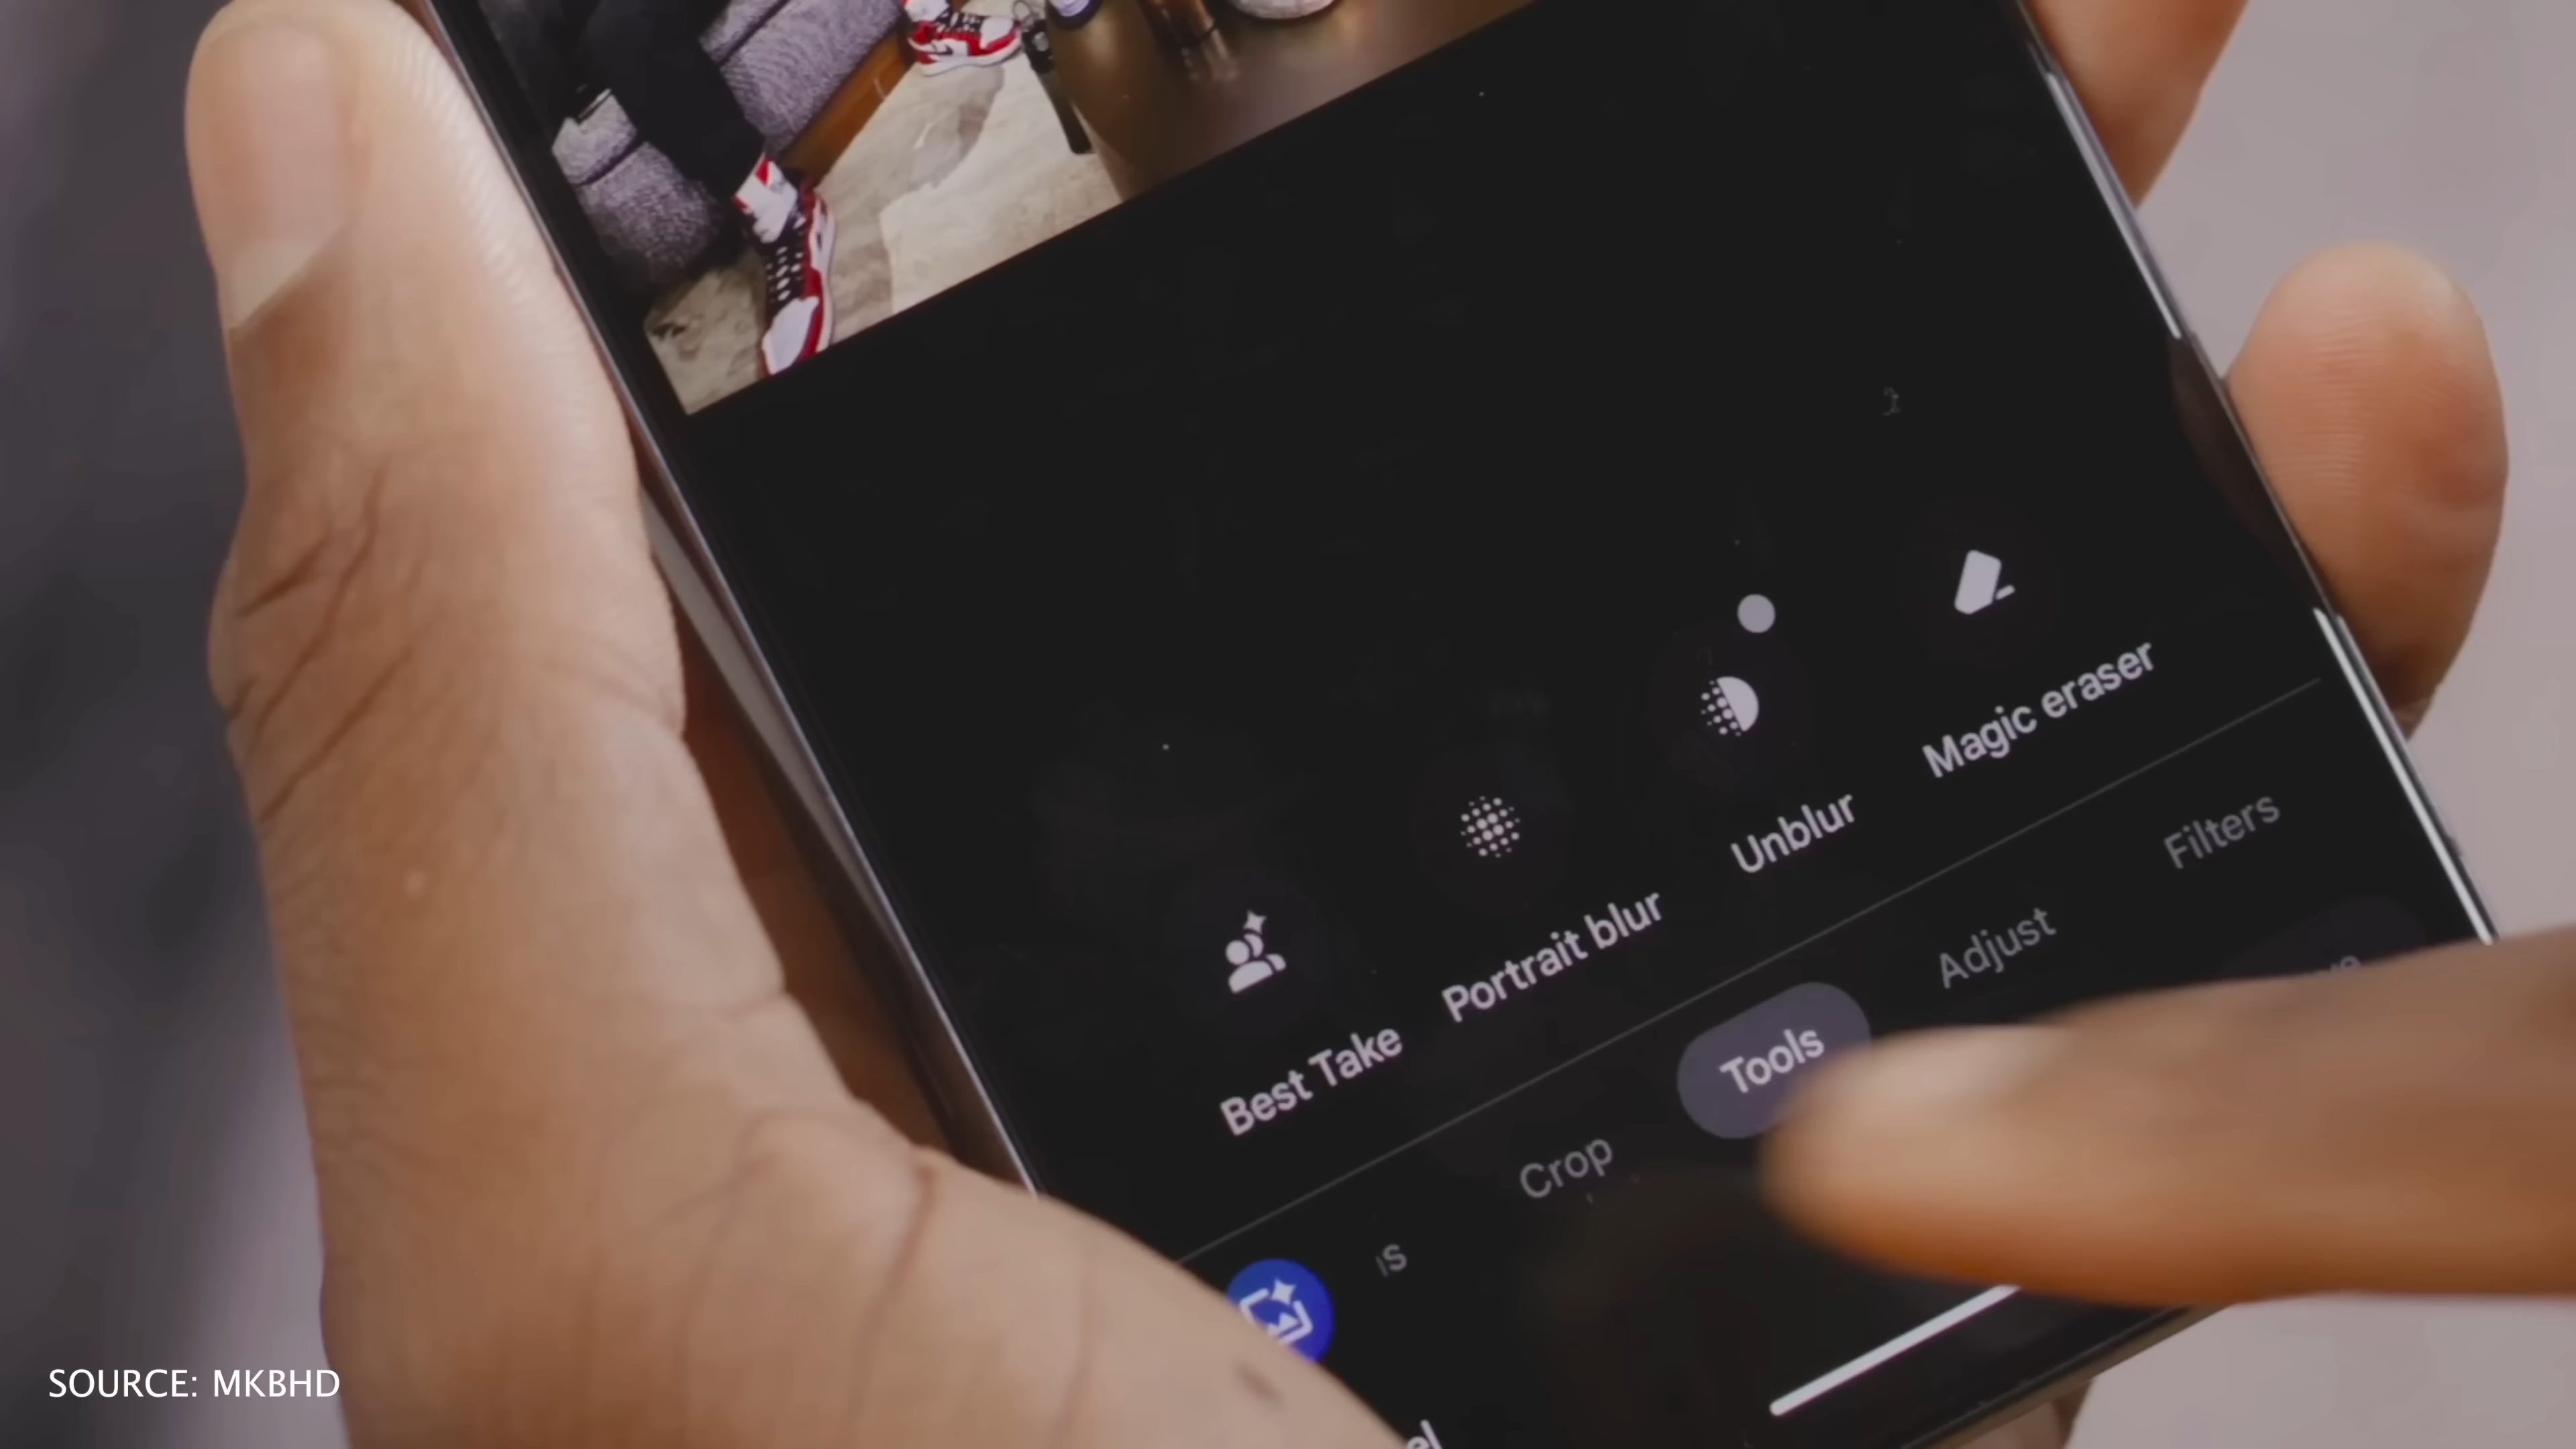 Best Take
Portrait blur
Unblur
Magic eraser
Crop
Tools
Adjust
Filters
SOURCE: MKBHD